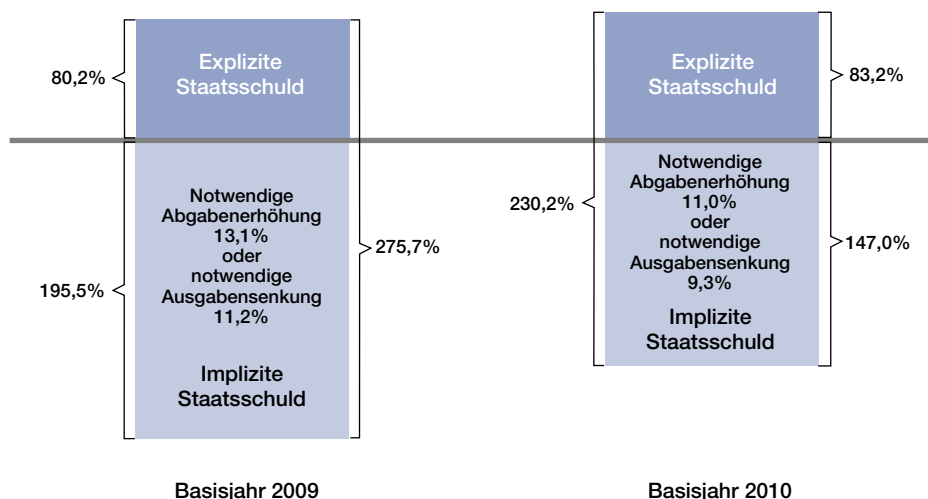 Explizite
Staatsschuld
80,2%
Notwendige
Abgabenerhöhung
13,1%
oder
notwendige
Ausgabensenkung
11,2%
275,7%
195,5%
Implizite
Staatsschuld
Basisjahr 2009
Explizite
Staatsschuld
83,2%
Notwendige
Abgabenerhöhung
11,0%
oder
notwendige
Ausgabensenkung
9,3%
230,2%
147,0%
Implizite
Staatsschuld
Basisjahr 2010